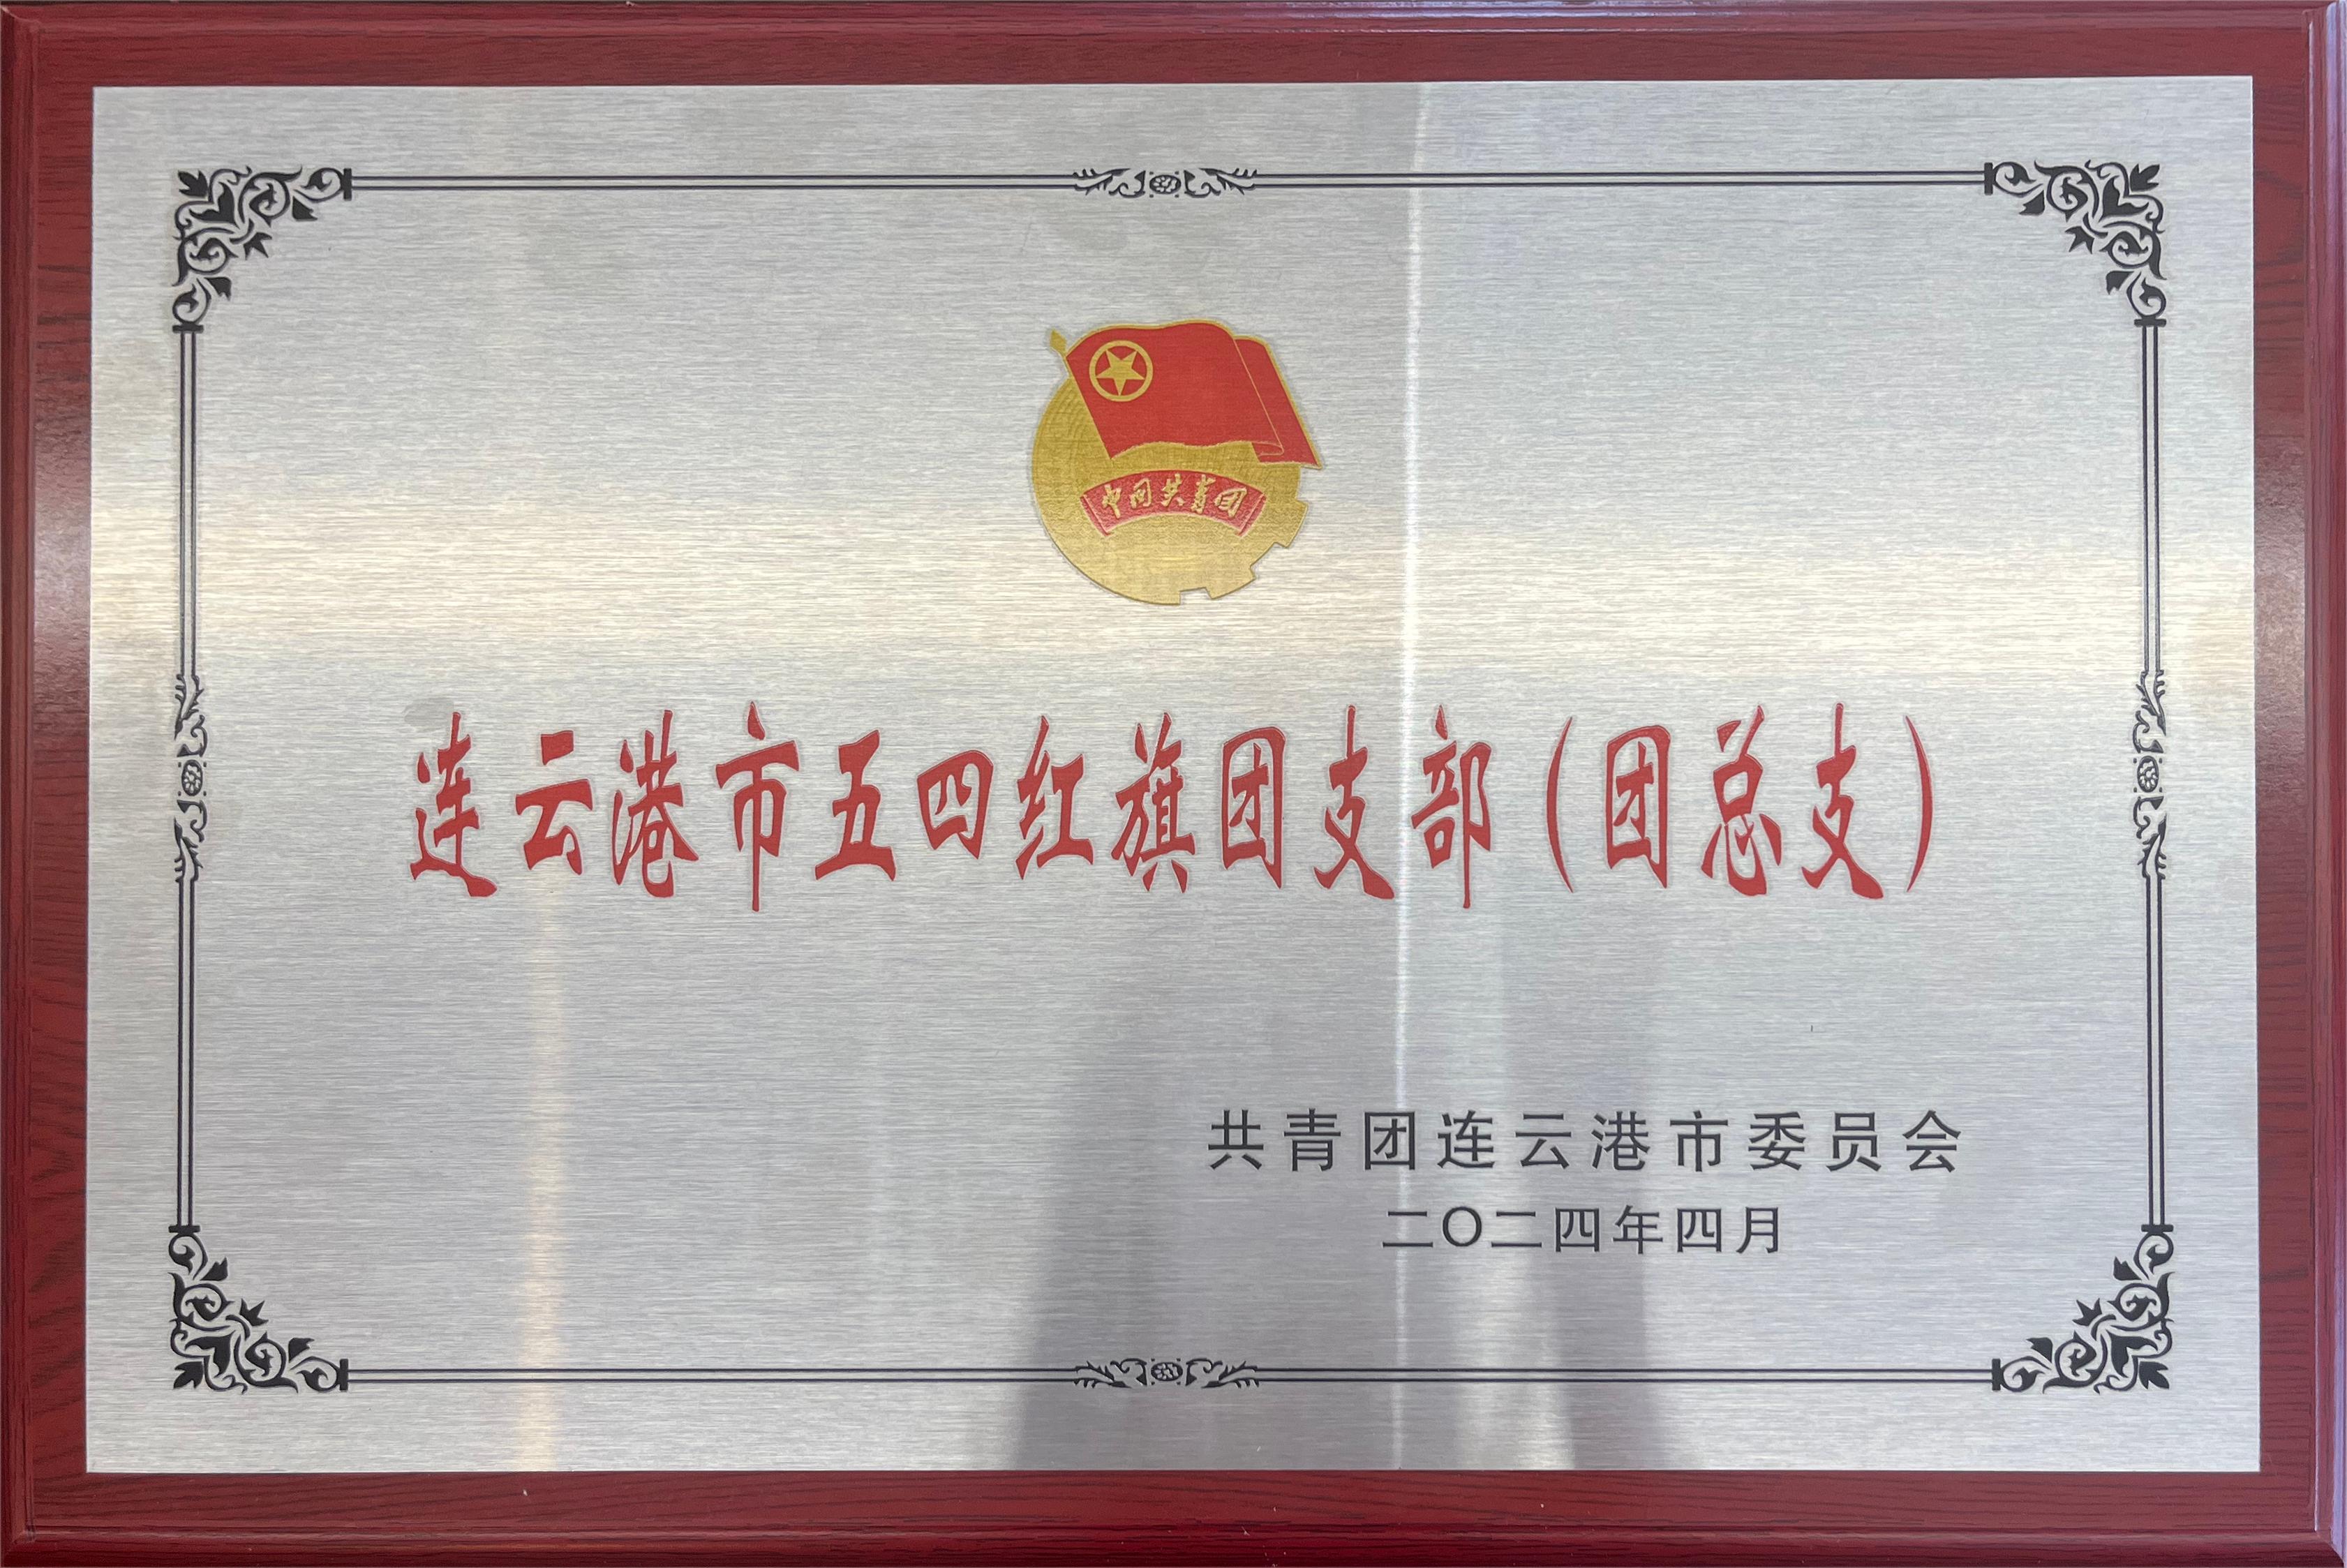 中国共青团
连云港市五四红旗团支部(团总支)
共青团连云港市委员会
二〇二四年四月